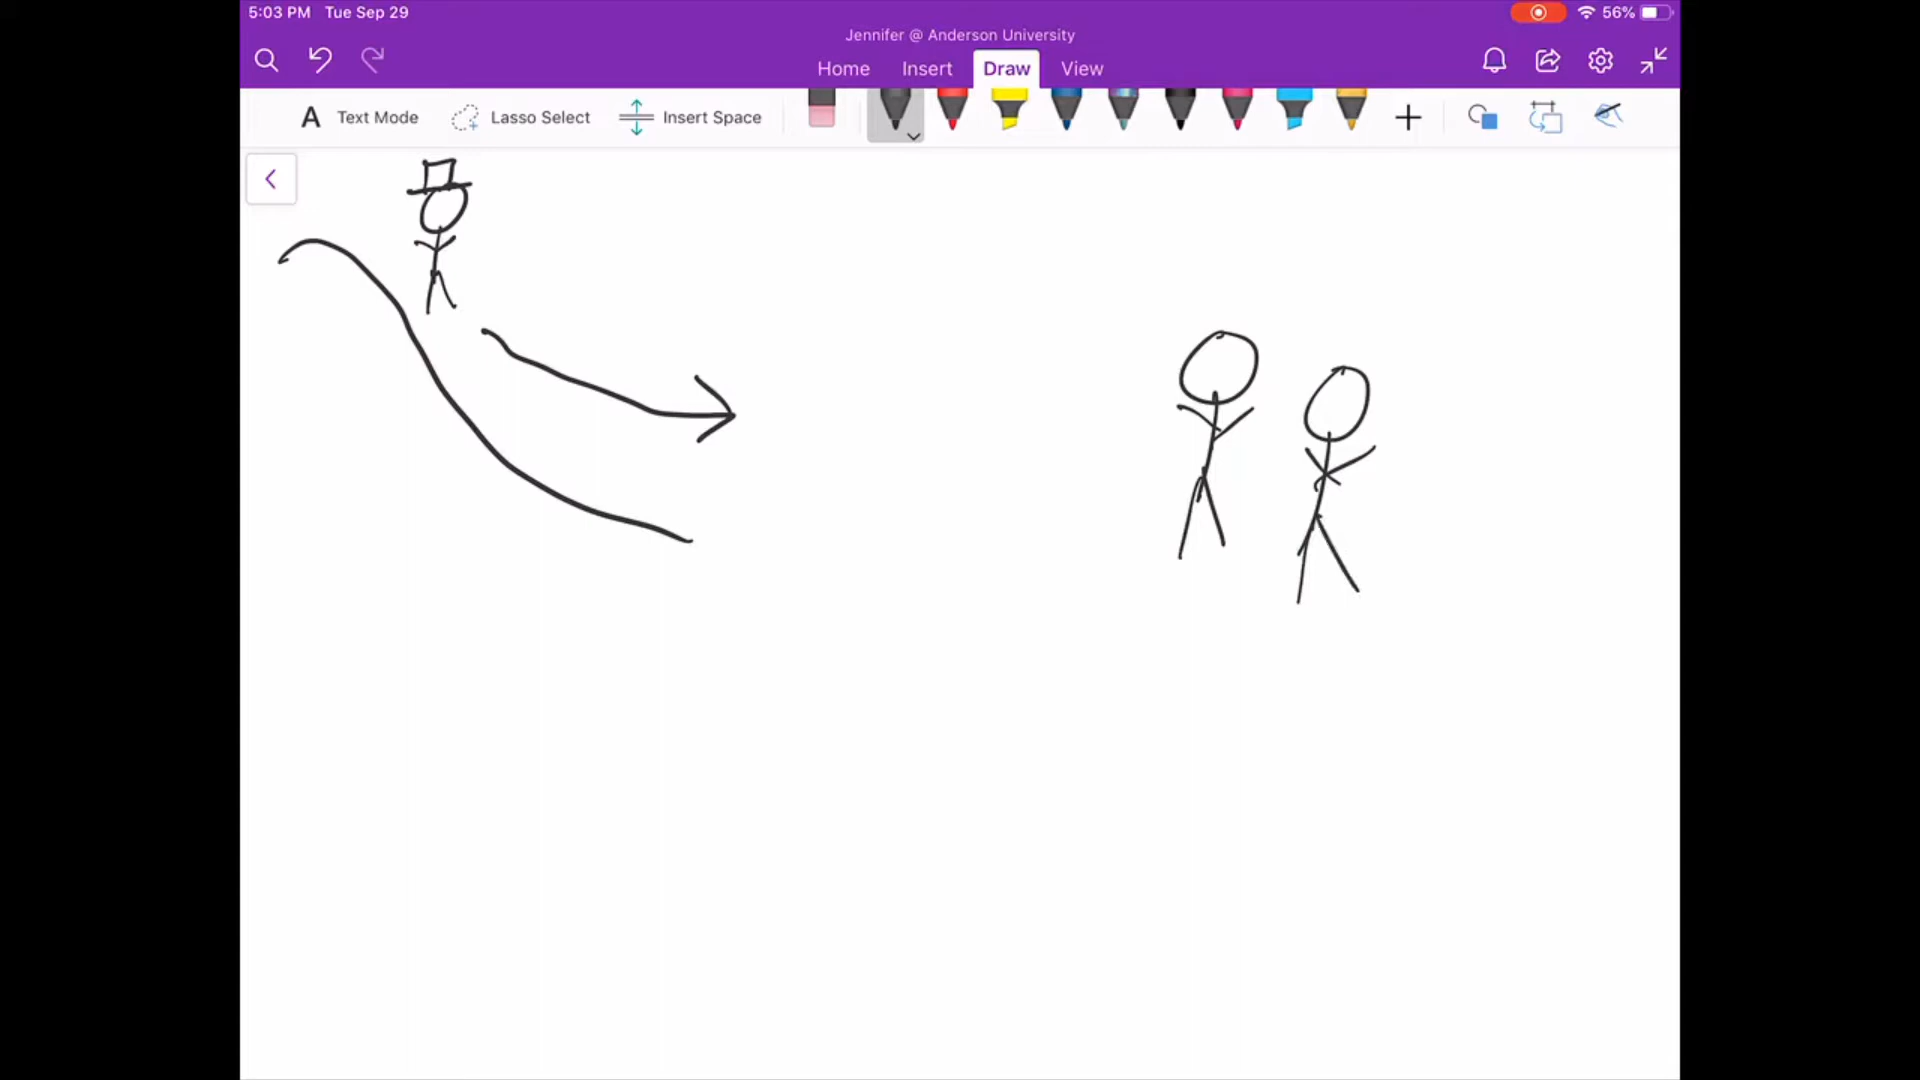 5:03 PM Tue Sep 29
56%
Jennifer @ Anderson University
Home Insert Draw View
A Text Mode Lasso Select Insert Space